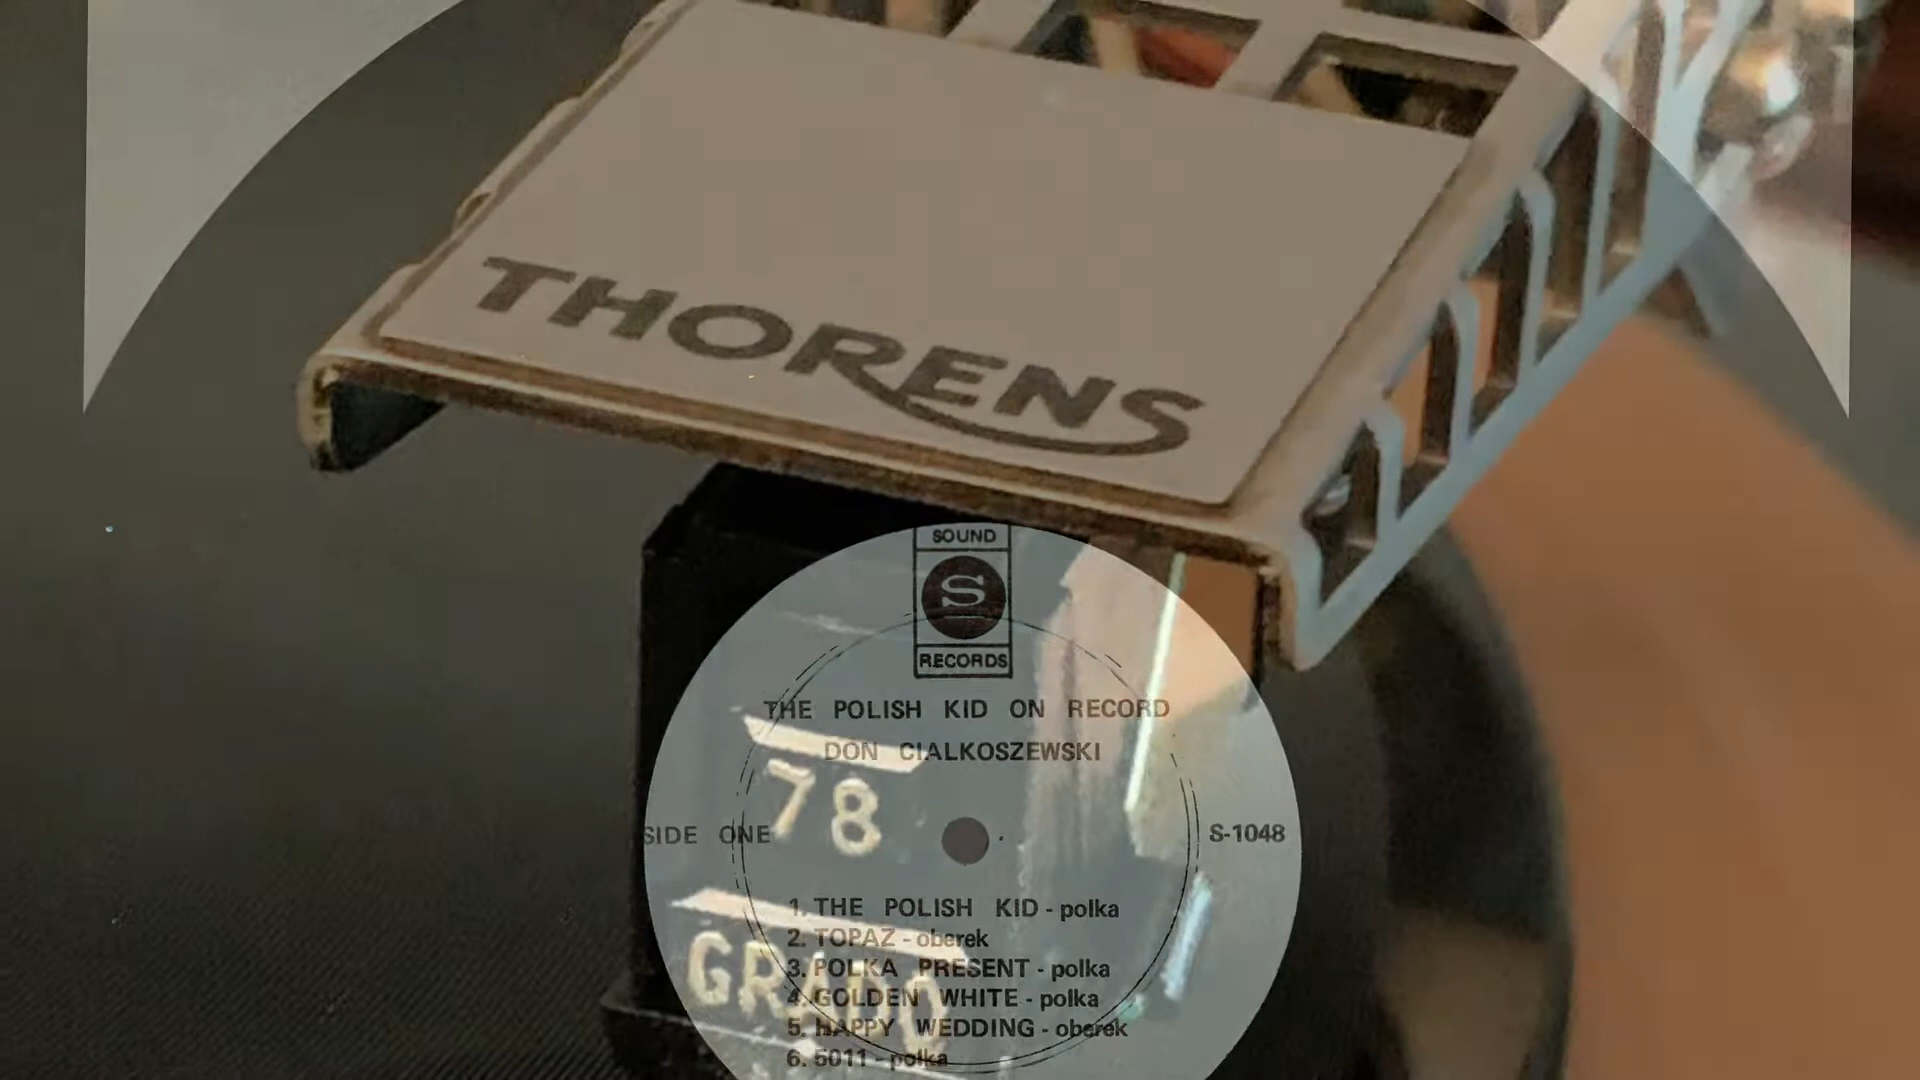 THORENS
SOUND
S
RECORDS
THE POLISH KID ON RECORD
DON CIALKOSZEWSKI
78
SIDE ONE
S-1048
GRADO
1. THE POLISH KID - polka
2. TOPAZ - oberek
3. POLKA PRESENT - polka
4. GOLDEN WHITE - polka
5. HAPPY WEDDING - oberek
6. 5011 - polka